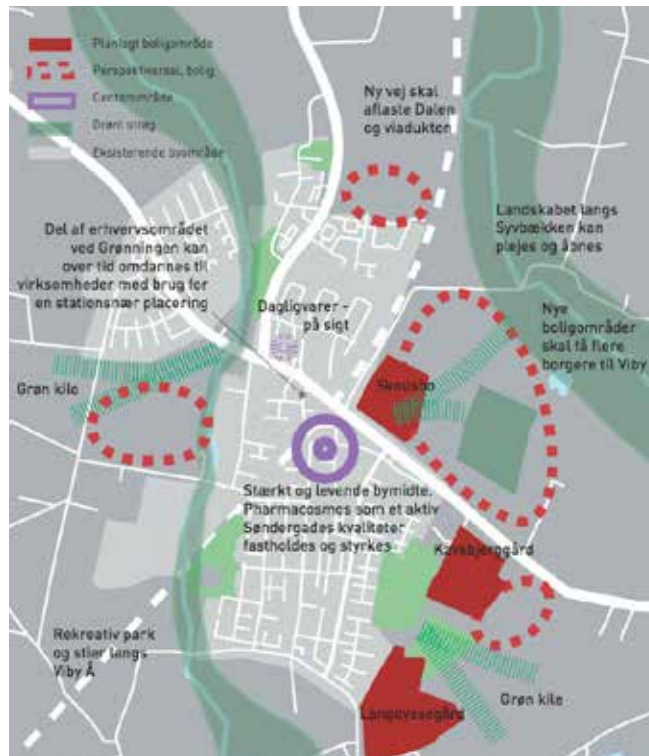 Planlagt boligområde
Perspektivareal, bolig
Centerområde
Grønt strøg
Eksisterende byområde
Ny vej skal
aflaste Dalen
og viadukten
Del af erhvervsområdet
ved Grønningen kan
over tid omdannes til
virksomheder med brug for
en stationsnær placering
Landskabet langs
Syvbækken kan
plejes og åbnes
Dagligvarer -
på sigt
Nye
boligområder
skal få flere
borgere til Viby
Skousbo
Grøn kile
Stærkt og levende bymidte.
Pharmacosmos som et aktiv
Søndergades kvaliteter
fastholdes og styrkes
Kavsbjerggård
Rekreativ park
og stier langs
Viby Å
Langdyssegård
Grøn kile